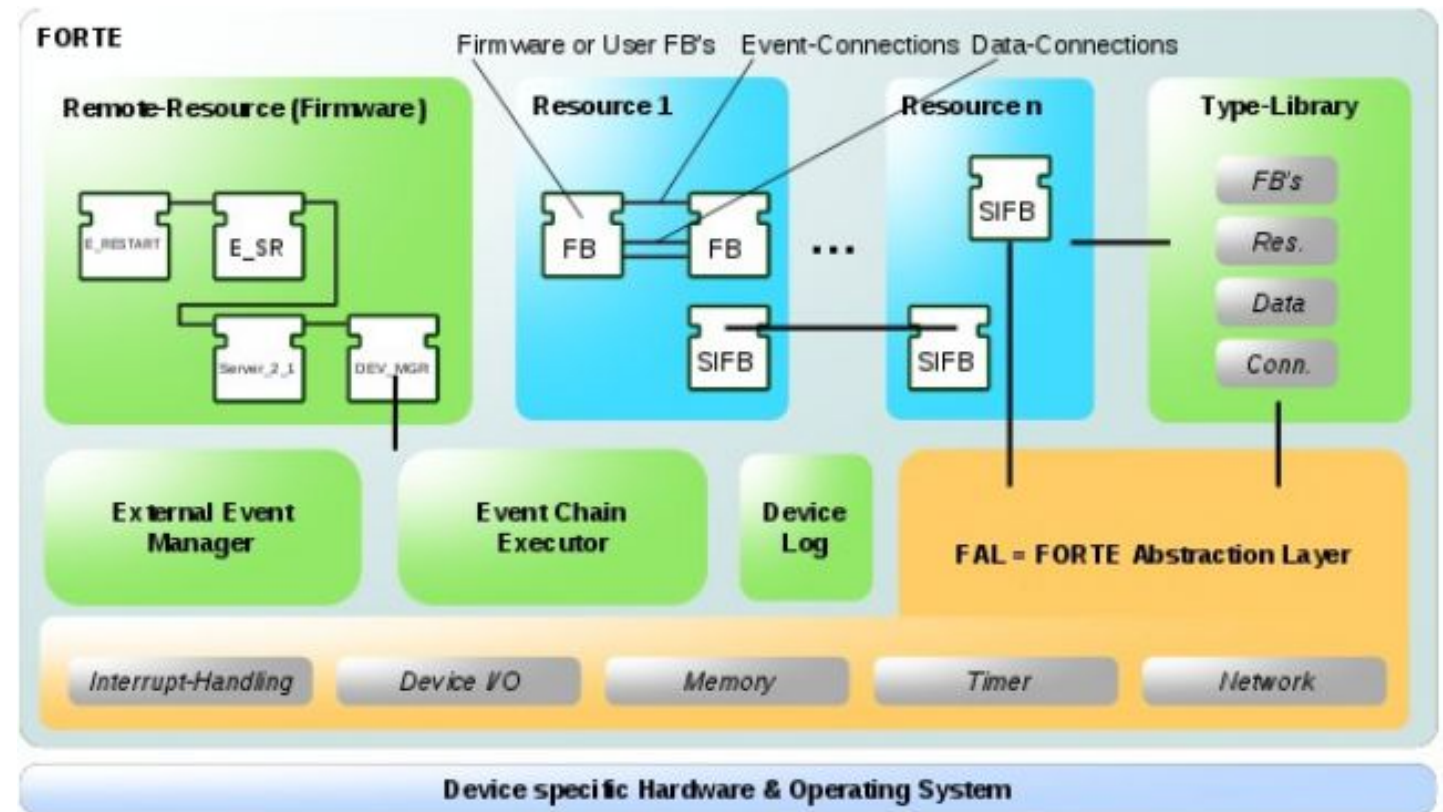 FORTE
Firmware or User FB's Event-Connections Data-Connections
Remote-Resource (Firmware)
E_RESTART
E_SR
Server_2_1
DEV_MGR
Resource 1
FB
FB
SIFB
...
Resource n
SIFB
SIFB
Type-Library
FB's
Res.
Data
Conn.
External Event
Manager
Event Chain
Executor
Device
Log
FAL = FORTE Abstraction Layer
Interrupt-Handling
Device I/O
Memory
Timer
Network
Device specific Hardware & Operating System